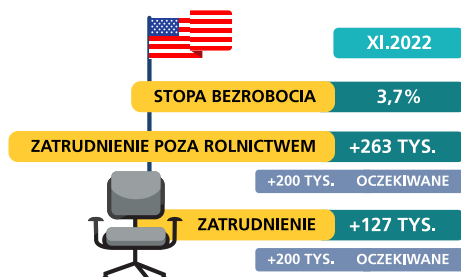 XI.2022
STOPA BEZROBOCIA 3,7%
ZATRUDNIENIE POZA ROLNICTWEM +263 TYS.
+200 TYS. OCZEKIWANE
ZATRUDNIENIE +127 TYS.
+200 TYS. OCZEKIWANE